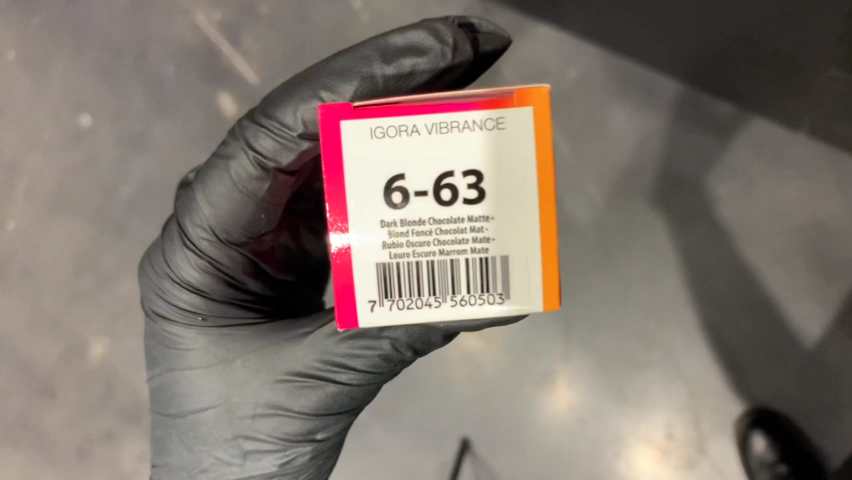 IGORA VIBRANCE
6-63
Dark Blonde Chocolate Matte-
Blond Foncé Chocolat Mat-
Rubio Oscuro Chocolate Mate-
Louro Escuro Marrom Mate
7 702045 560503